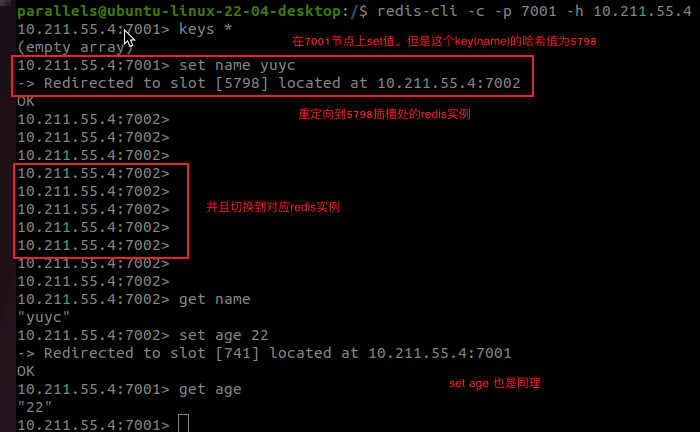 parallels@ubuntu-linux-22-04-desktop:/$ redis-cli -c -p 7001 -h 10.211.55.4
10.211.55.4:7001> keys *
(empty array)
在7001节点上set值。但是这个key(name)的哈希值为5798
10.211.55.4:7001> set name yuyc
-> Redirected to slot [5798] located at 10.211.55.4:7002
OK
重定向到5798插槽处的redis实例
10.211.55.4:7002>
10.211.55.4:7002>
10.211.55.4:7002>
10.211.55.4:7002>
10.211.55.4:7002>
10.211.55.4:7002>
并且切换到对应redis实例
10.211.55.4:7002>
10.211.55.4:7002>
10.211.55.4:7002>
10.211.55.4:7002>
10.211.55.4:7002> get name
"yuyc"
10.211.55.4:7002> set age 22
-> Redirected to slot [741] located at 10.211.55.4:7001
OK
10.211.55.4:7001> get age
set age 也是同理
"22"
10.211.55.4:7001>